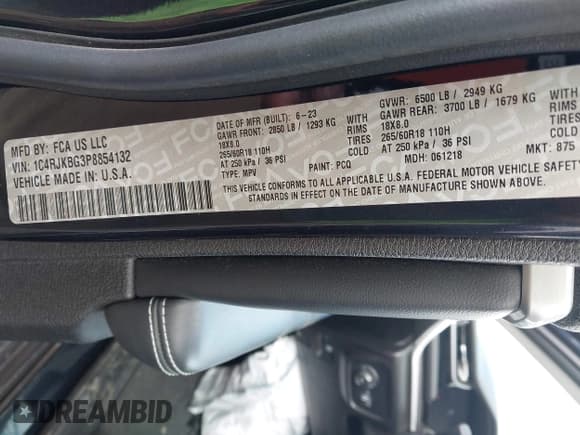 MFD BY: FCA US LLC
VIN: 1C4RJKBG3P8854132
VEHICLE MADE IN: U.S.A.
DATE OF MFR (BUILT): 6-23
GAWR FRONT: 2850 LB / 1293 KG WITH
18X8.0 RIMS
TIRES
265/60R18 110H COLD
AT 250 kPa / 36 PSI
TYPE: MPV PAINT: PCQ
GVWR: 6500 LB / 2949 KG
GAWR REAR: 3700 LB / 1679 KG WITH
18X8.0 RIMS
TIRES
265/60R18 110H COLD
AT 250 kPa / 36 PSI
MDH: 061218 MKT: 875
THIS VEHICLE CONFORMS TO ALL APPLICABLE U.S.A. FEDERAL MOTOR VEHICLE SAFETY
STANDARDS IN EFFECT ON THE DATE OF MANUFACTURE SHOWN ABOVE.
DREAMBID